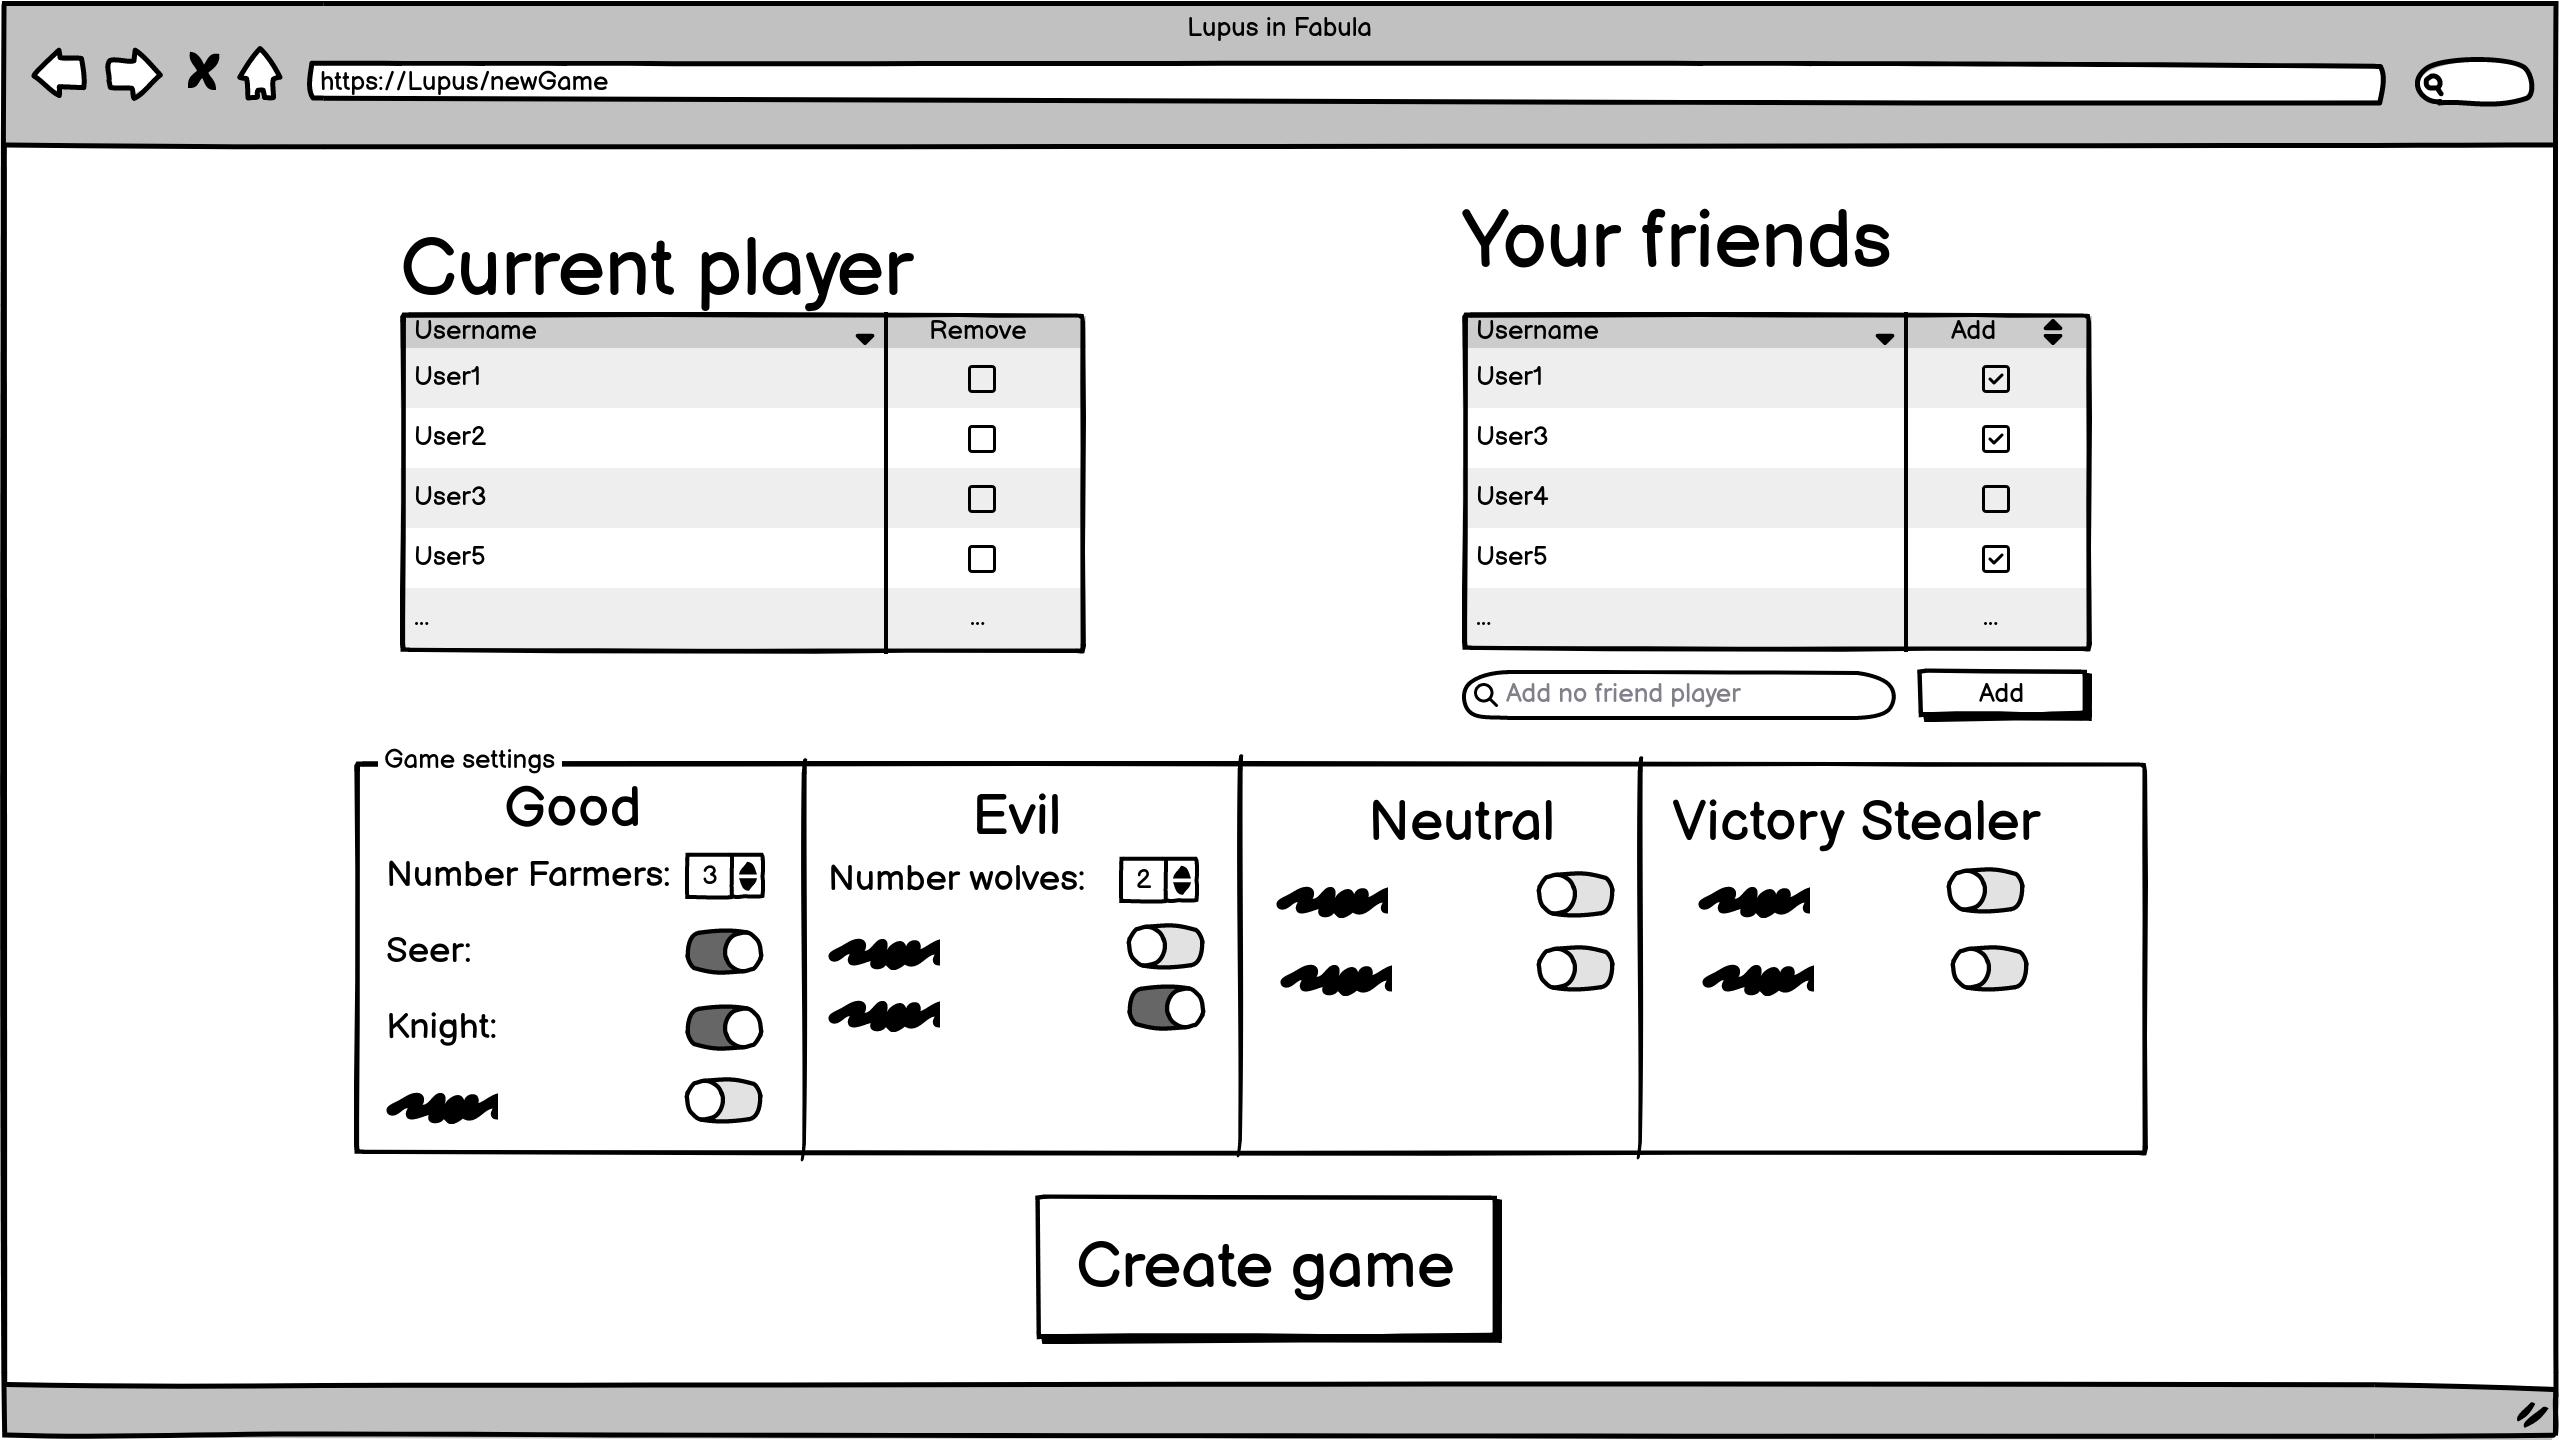 Lupus in Fabula
https://Lupus/newGame
Current player
Username Remove
User1
User2
User3
User5
... ...
Your friends
Username Add
User1
User3
User4
User5
... ...
Add no friend player
Add
Game settings
Good
Number Farmers: 3
Seer:
Knight:
Evil
Number wolves: 2
Neutral
Victory Stealer
Create game